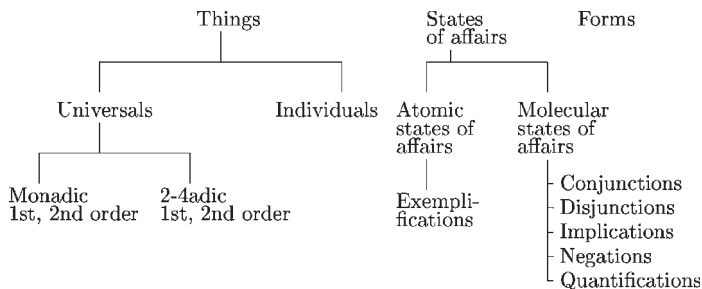 Things
States
of affairs
Forms
Universals
Individuals
Atomic
states of
affairs
Molecular
states of
affairs
Monadic
1st, 2nd order
2-4adic
1st, 2nd order
Exempli-
fications
Conjunctions
Disjunctions
Implications
Negations
Quantifications